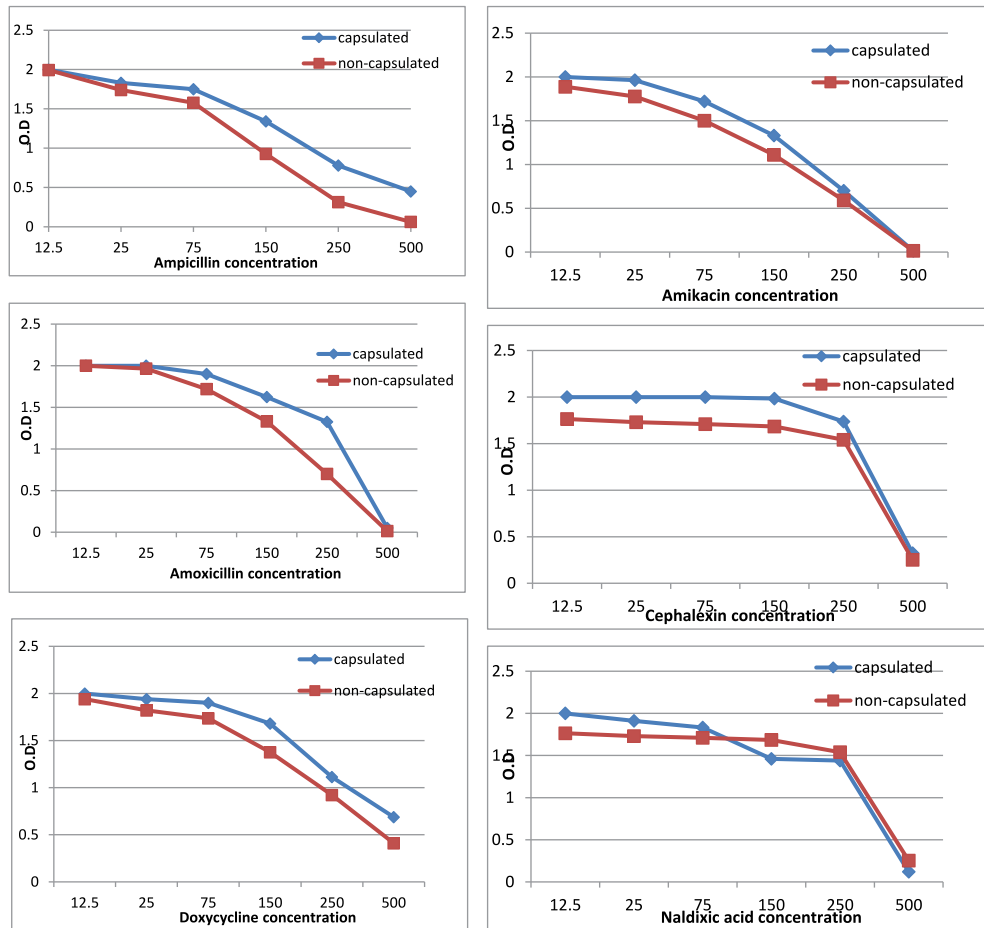 2.5
2
1.5
1
0.5
0
O.D
capsulated
non-capsulated
12.5 25 75 150 250 500
Ampicillin concentration
2.5
2
1.5
1
0.5
0
O.D
capsulated
non-capsulated
12.5 25 75 150 250 500
Amikacin concentration
2.5
2
1.5
1
0.5
0
O.D
capsulated
non-capsulated
12.5 25 75 150 250 500
Amoxicillin concentration
2.5
2
1.5
1
0.5
0
O.D
capsulated
non-capsulated
12.5 25 75 150 250 500
Cephalexin concentration
2.5
2
1.5
1
0.5
0
O.D
capsulated
non-capsulated
12.5 25 75 150 250 500
Doxycycline concentration
2.5
2
1.5
1
0.5
0
O.D
capsulated
non-capsulated
12.5 25 75 150 250 500
Naldixic acid concentration